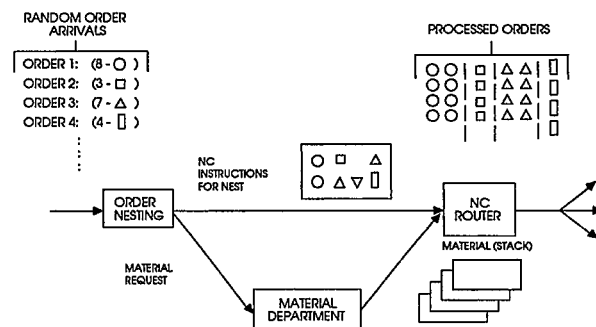 RANDOM ORDER
ARRIVALS
ORDER 1: (8 - )
ORDER 2: (3 - )
ORDER 3: (7 - )
ORDER 4: (4 - )
PROCESSED ORDERS
NC
INSTRUCTIONS
FOR NEST
ORDER
NESTING
NC
ROUTER
MATERIAL (STACK)
MATERIAL
REQUEST
MATERIAL
DEPARTMENT